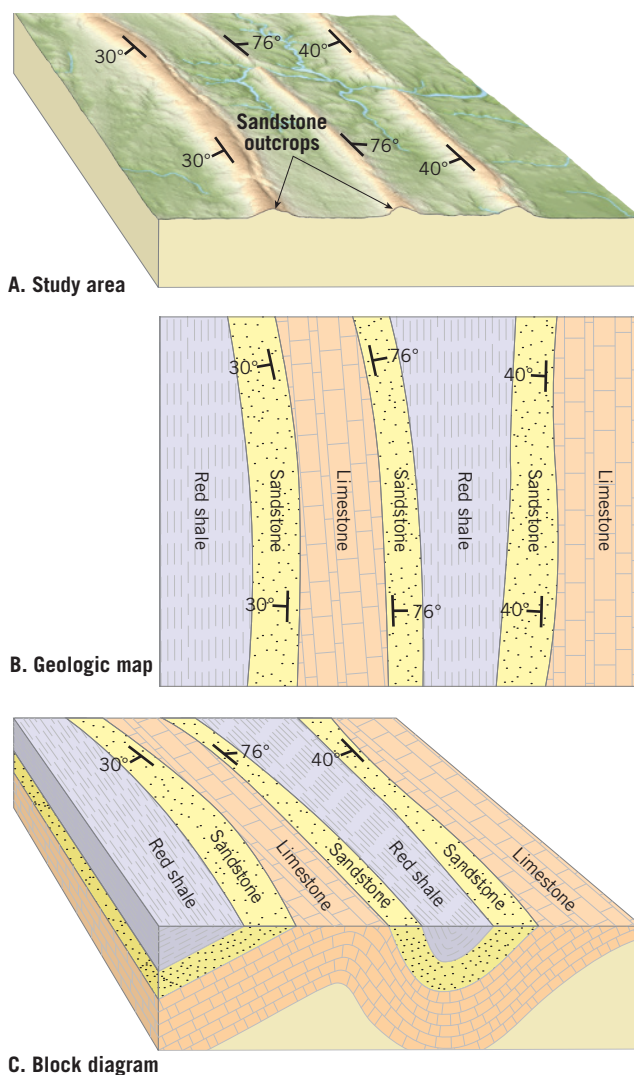 30°
76°
40°
Sandstone
outcrops
30°
76°
40°
A. Study area
30°
76°
40°
Red shale
Sandstone
Limestone
Sandstone
Red shale
Sandstone
Limestone
30°
76°
40°
B. Geologic map
30°
76°
40°
Red shale
Sandstone
Limestone
Sandstone
Red shale
Sandstone
Limestone
C. Block diagram